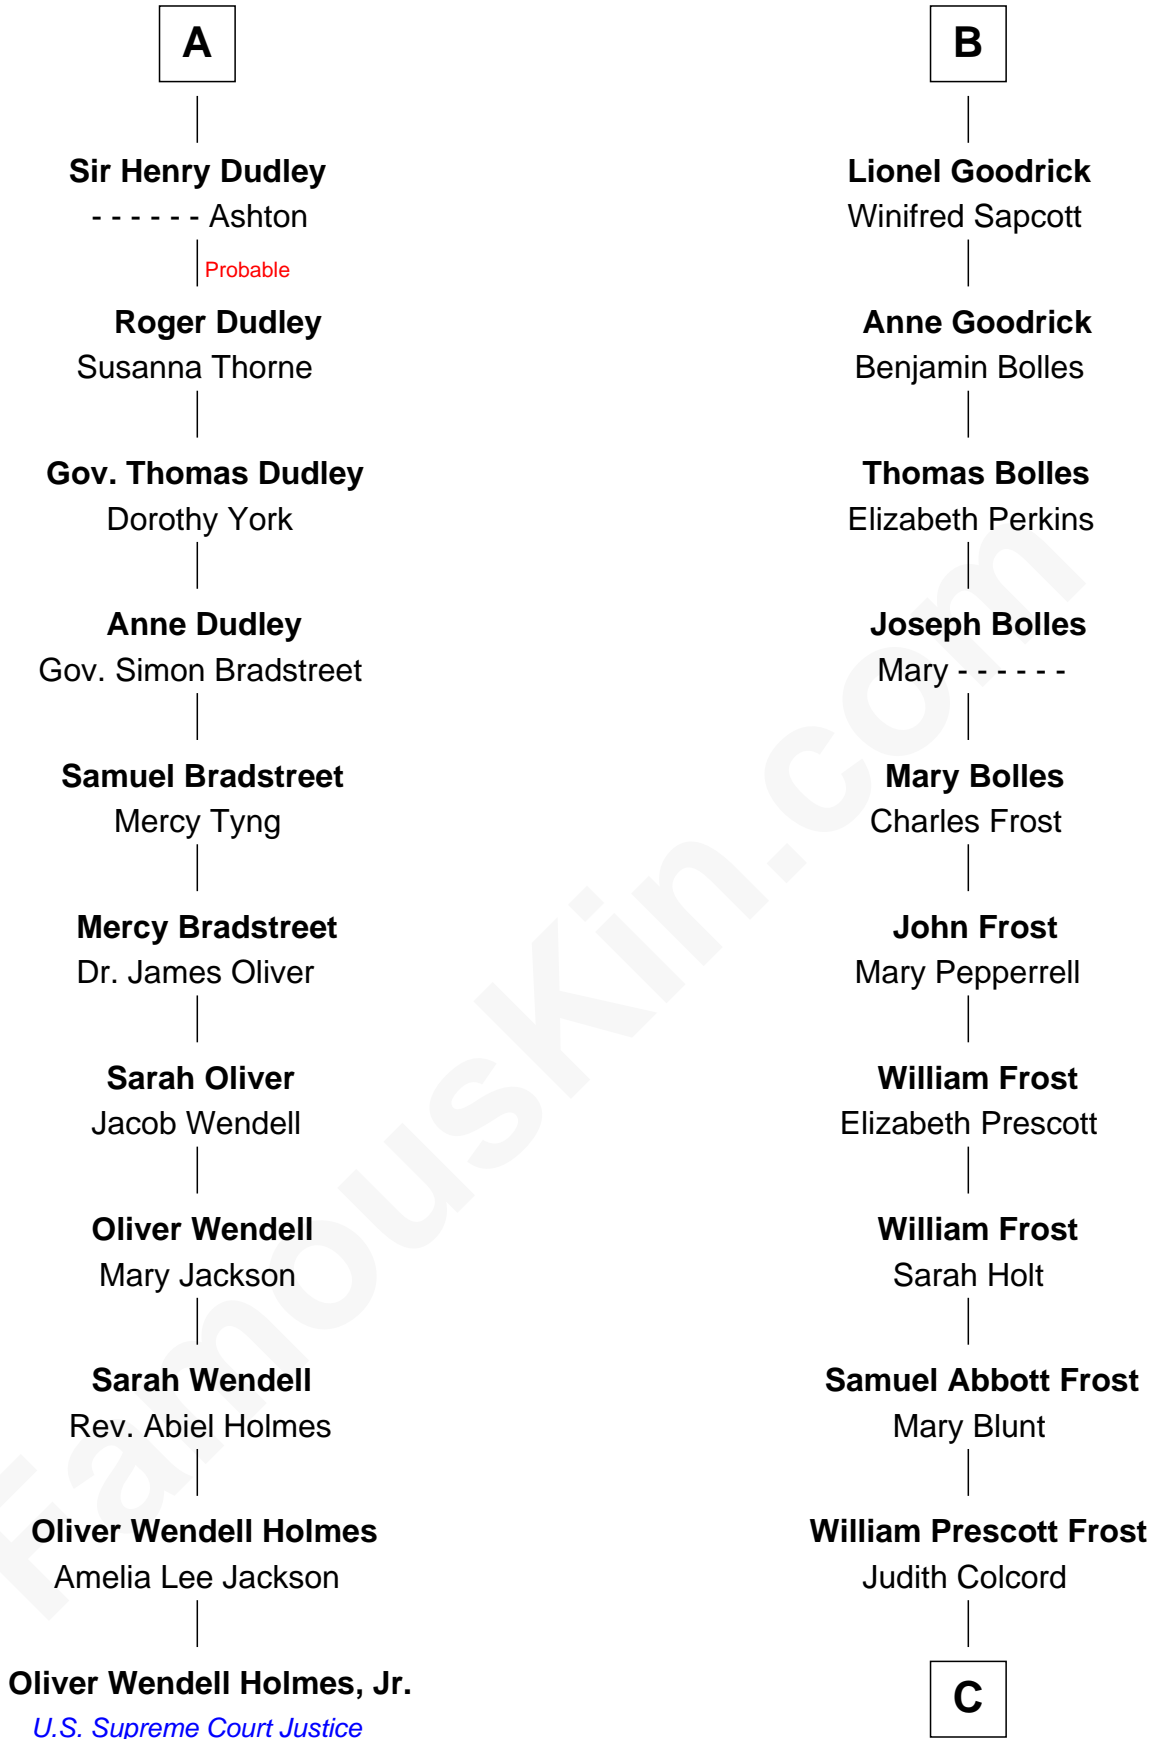 A
Sir Henry Dudley
- - - - - - Ashton
Probable
Roger Dudley
Susanna Thorne
Gov. Thomas Dudley
Dorothy York
Anne Dudley
Gov. Simon Bradstreet
Samuel Bradstreet
Mercy Tyng
Mercy Bradstreet
Dr. James Oliver
Sarah Oliver
Jacob Wendell
Oliver Wendell
Mary Jackson
Sarah Wendell
Rev. Abiel Holmes
Oliver Wendell Holmes
Amelia Lee Jackson
Oliver Wendell Holmes, Jr.
U.S. Supreme Court Justice
B
Lionel Goodrick
Winifred Sapcott
Anne Goodrick
Benjamin Bolles
Thomas Bolles
Elizabeth Perkins
Joseph Bolles
Mary - - - - - -
Mary Bolles
Charles Frost
John Frost
Mary Pepperrell
William Frost
Elizabeth Prescott
William Frost
Sarah Holt
Samuel Abbott Frost
Mary Blunt
William Prescott Frost
Judith Colcord
C
FamousKin.com